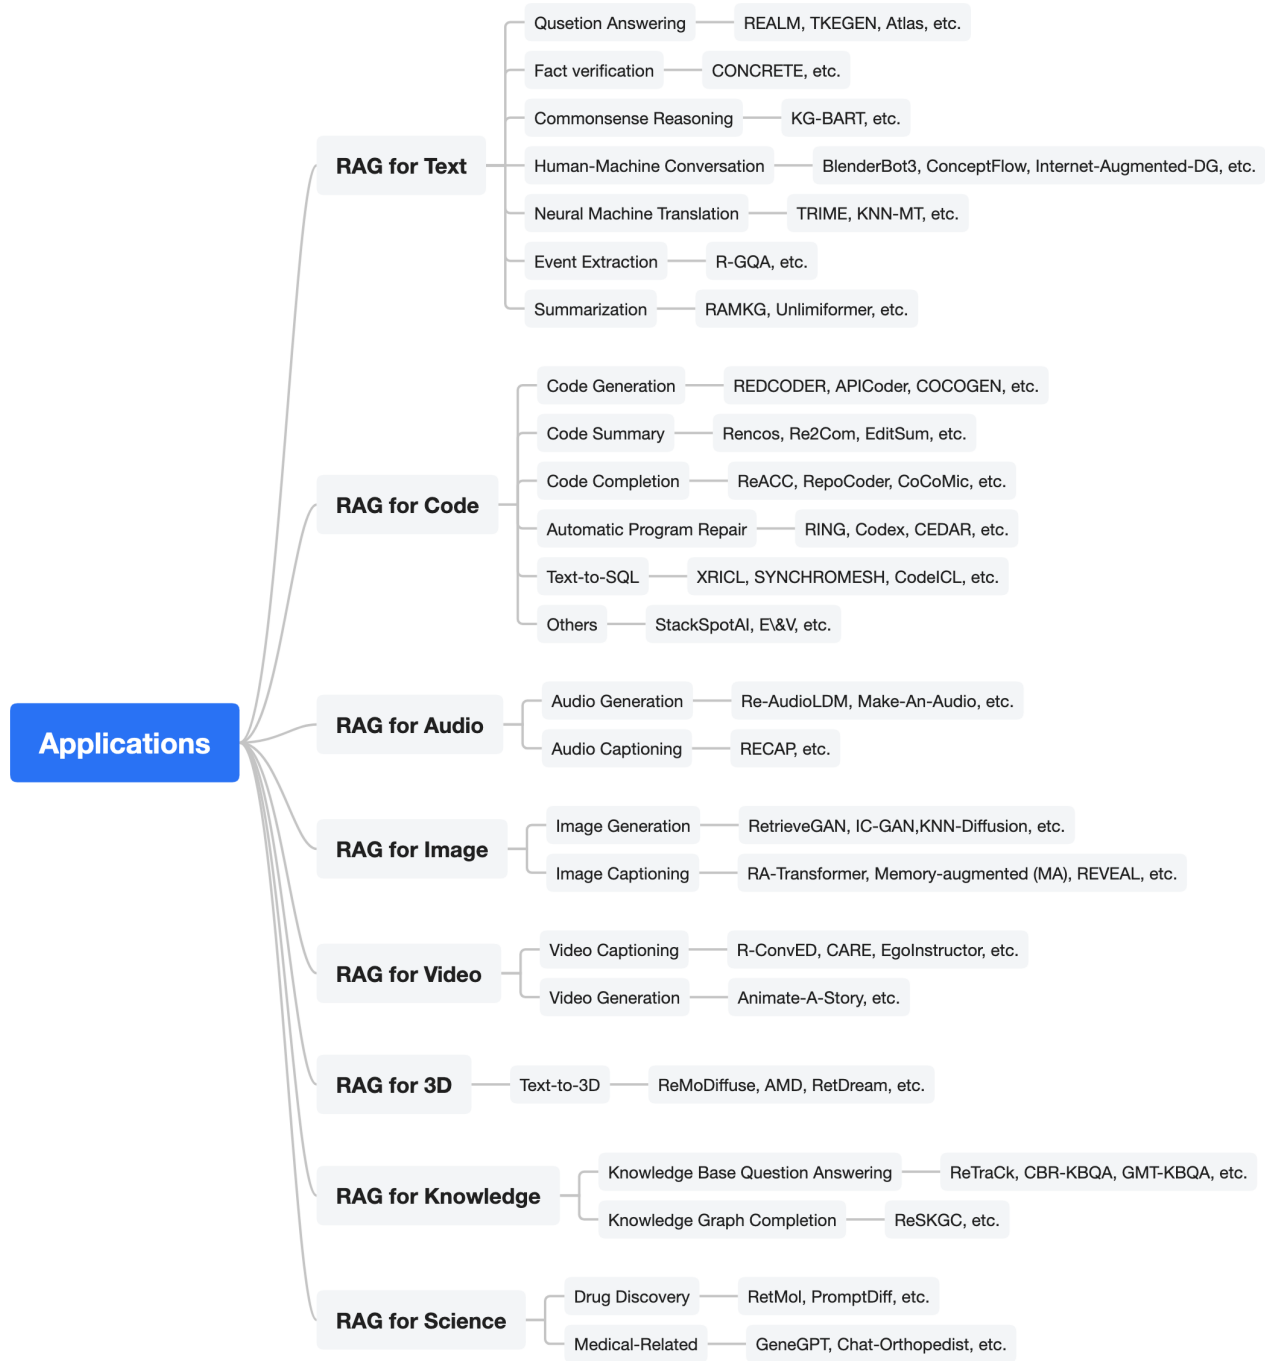 Applications
RAG for Text
Qusetion Answering
REALM, TKEGEN, Atlas, etc.
Fact verification
CONCRETE, etc.
Commonsense Reasoning
KG-BART, etc.
Human-Machine Conversation
BlenderBot3, ConceptFlow, Internet-Augmented-DG, etc.
Neural Machine Translation
TRIME, KNN-MT, etc.
Event Extraction
R-GQA, etc.
Summarization
RAMKG, Unlimiformer, etc.
RAG for Code
Code Generation
REDCODER, APICoder, COCOGEN, etc.
Code Summary
Rencos, Re2Com, EditSum, etc.
Code Completion
ReACC, RepoCoder, CoCoMic, etc.
Automatic Program Repair
RING, Codex, CEDAR, etc.
Text-to-SQL
XRICL, SYNCHROMESH, CodeICL, etc.
Others
StackSpotAI, E\&V, etc.
RAG for Audio
Audio Generation
Re-AudioLDM, Make-An-Audio, etc.
Audio Captioning
RECAP, etc.
RAG for Image
Image Generation
RetrieveGAN, IC-GAN,KNN-Diffusion, etc.
Image Captioning
RA-Transformer, Memory-augmented (MA), REVEAL, etc.
RAG for Video
Video Captioning
R-ConvED, CARE, EgoInstructor, etc.
Video Generation
Animate-A-Story, etc.
RAG for 3D
Text-to-3D
ReMoDiffuse, AMD, RetDream, etc.
RAG for Knowledge
Knowledge Base Question Answering
ReTraCk, CBR-KBQA, GMT-KBQA, etc.
Knowledge Graph Completion
ReSKGC, etc.
RAG for Science
Drug Discovery
RetMol, PromptDiff, etc.
Medical-Related
GeneGPT, Chat-Orthopedist, etc.